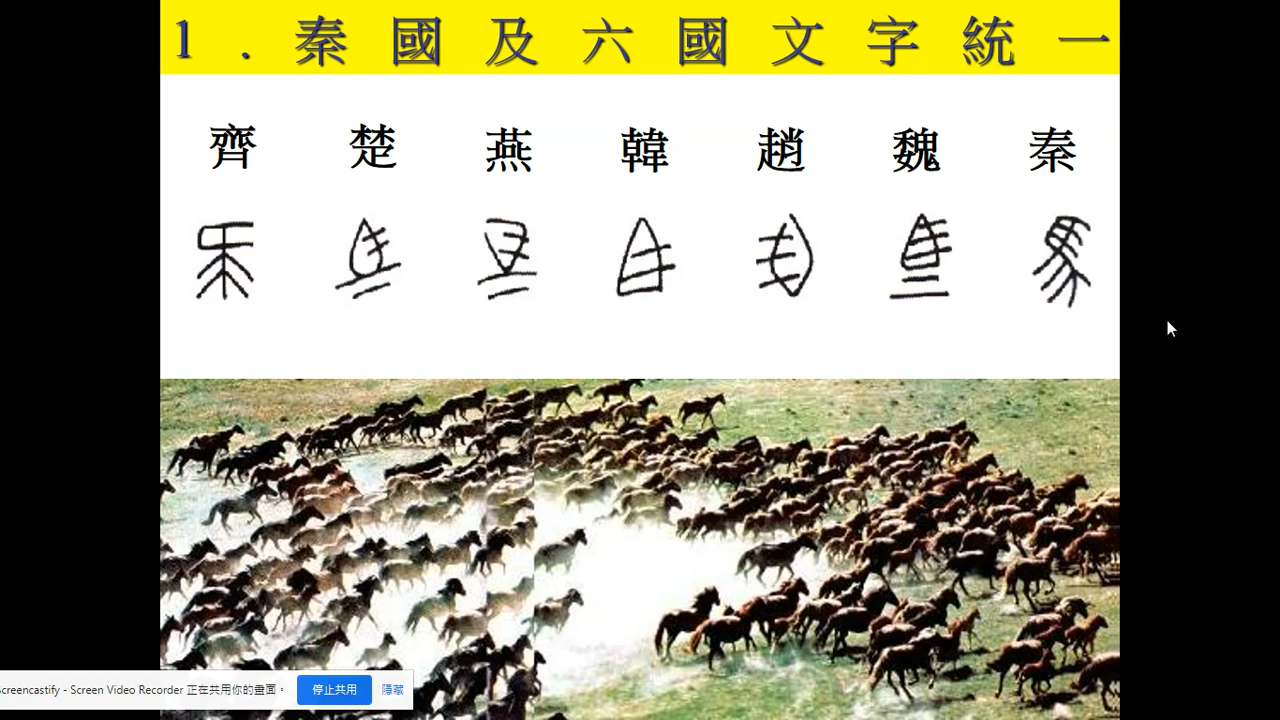 1.秦國及六國文字統一
齊 楚 燕 韓 趙 魏 秦
Screencastify - Screen Video Recorder 正在共用你的畫面。 停止共用 隱藏